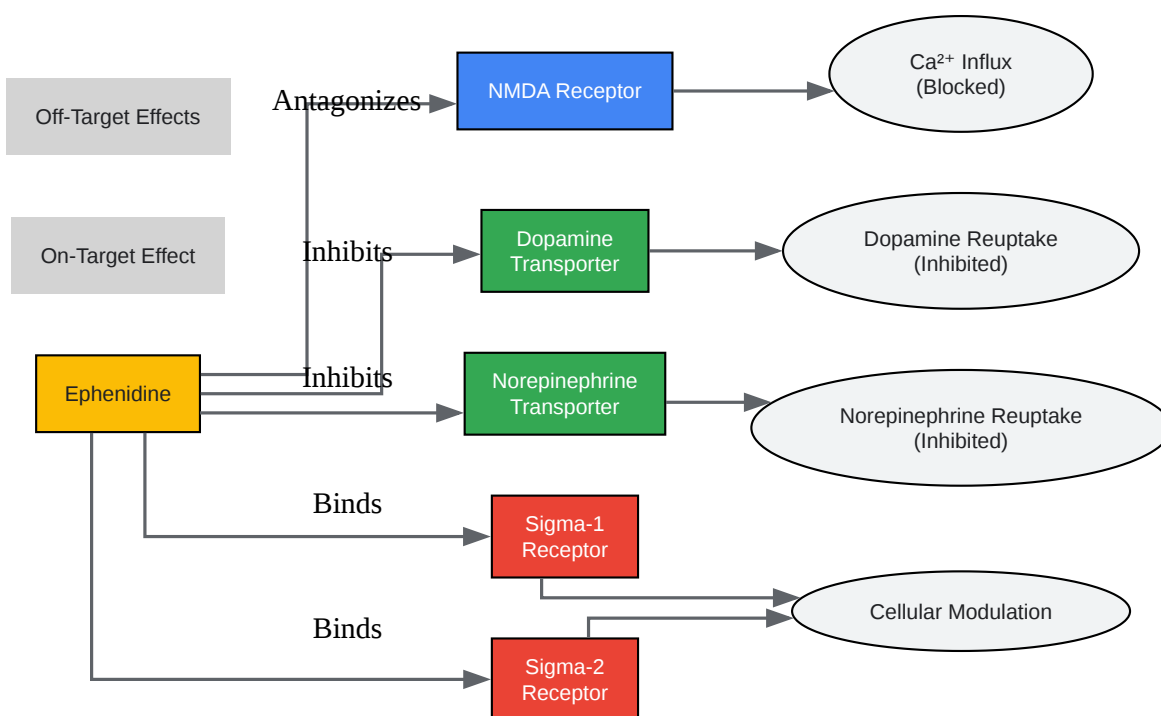 Ca²⁺ Influx
(Blocked)
NMDA Receptor
Antagonizes
Off-Target Effects
Dopamine
Transporter
Dopamine Reuptake
(Inhibited)
Inhibits
On-Target Effect
Inhibits
Norepinephrine
Transporter
Ephenidine
Norepinephrine Reuptake
(Inhibited)
Binds
Sigma-1
Receptor
Cellular Modulation
Binds
Sigma-2
Receptor